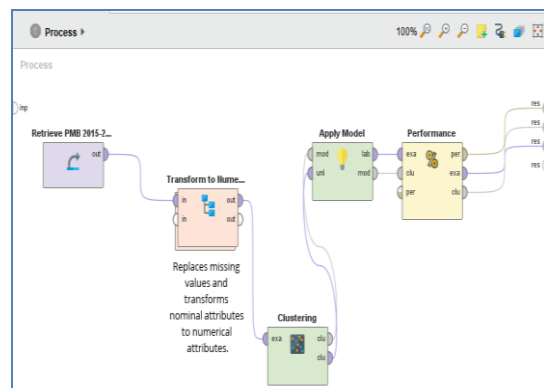 Process
100%
Process
inp
res
res
res
res
Retrieve PMB 2015-2...
out
Apply Model
mod
lab
unl
mod
Performance
exa
per
clu
exa
per
clu
Transform to Nume...
in
out
in
out
Replaces missing
values and
transforms
nominal attributes
to numerical
attributes.
Clustering
exa
clu
clu